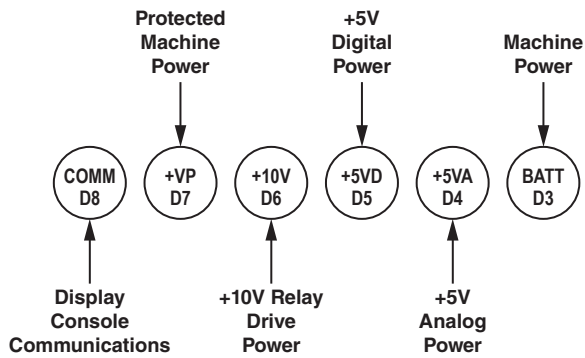 Protected
Machine
Power
+5V
Digital
Power
Machine
Power
COMM
D8
+VP
D7
+10V
D6
+5VD
D5
+5VA
D4
BATT
D3
Display
Console
Communications
+10V Relay
Drive
Power
+5V
Analog
Power